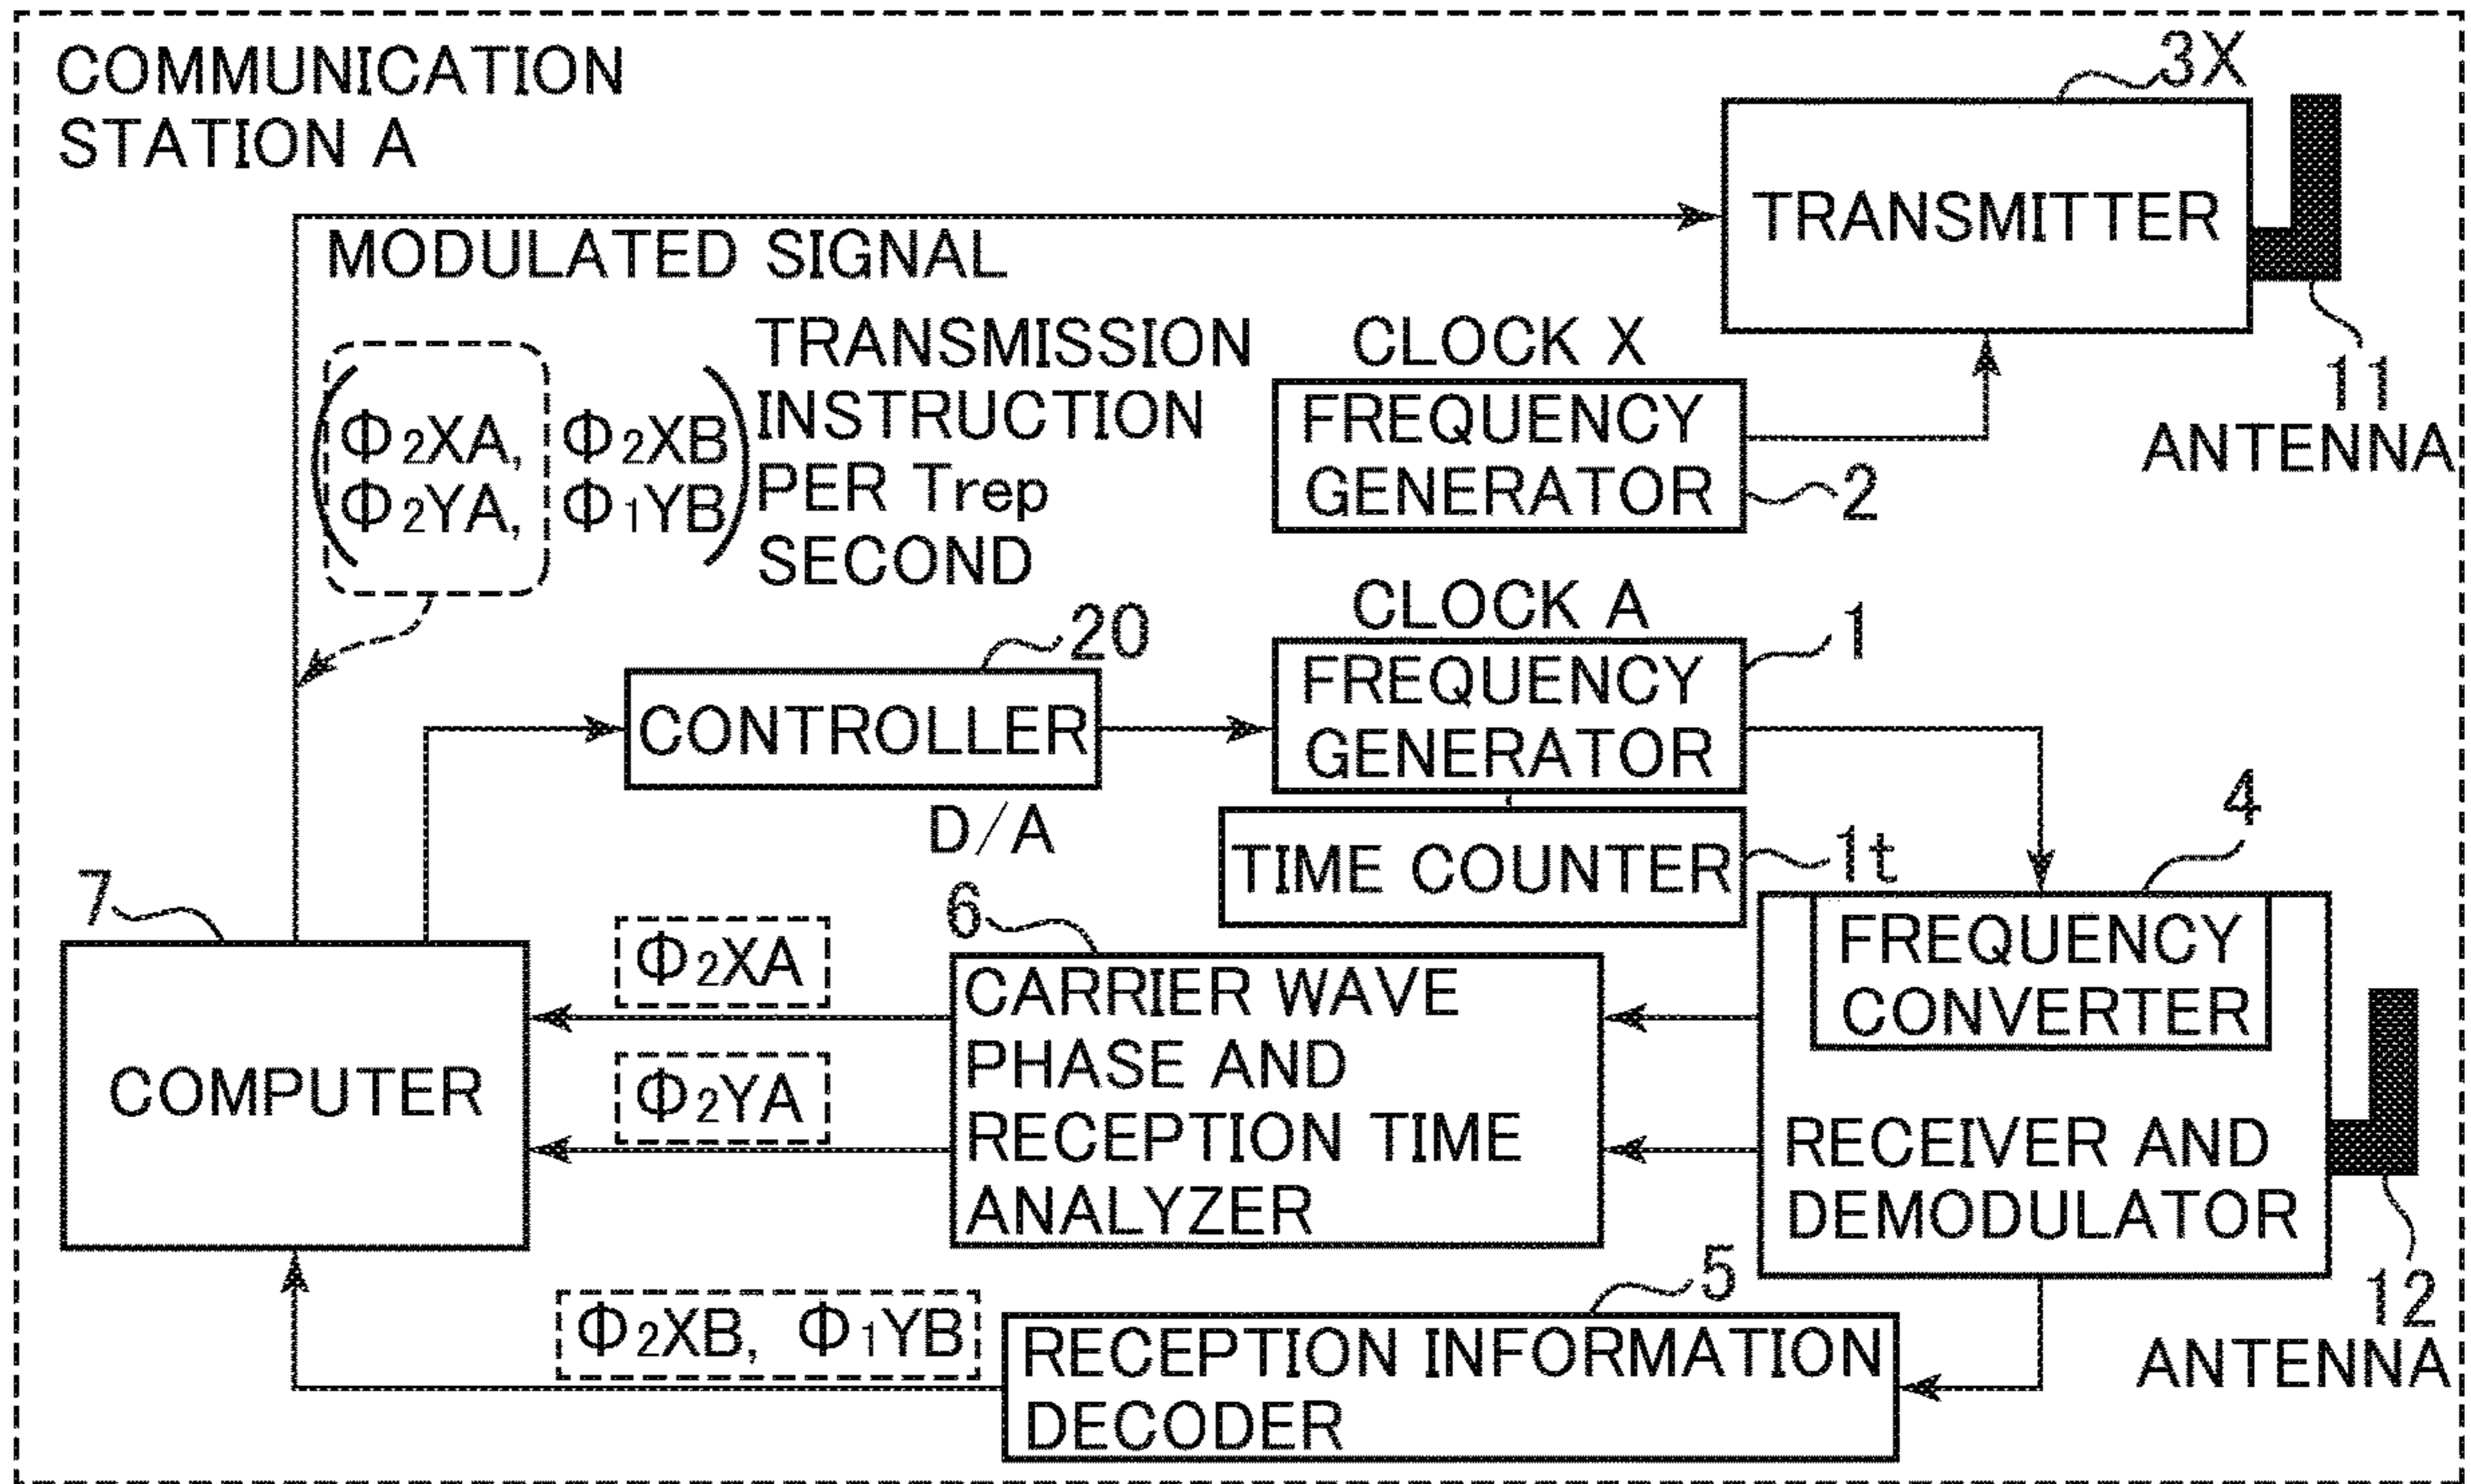 COMMUNICATION
STATION A
3X
TRANSMITTER
11
ANTENNA
MODULATED SIGNAL
Φ2XA, Φ2XB
Φ2YA, Φ1YB
TRANSMISSION
INSTRUCTION
PER Trep
SECOND
CLOCK X
FREQUENCY
GENERATOR
2
CLOCK A
FREQUENCY
GENERATOR
1
20
CONTROLLER
D/A
TIME COUNTER
1t
4
FREQUENCY
CONVERTER
RECEIVER AND
DEMODULATOR
12
ANTENNA
7
COMPUTER
Φ2XA
Φ2YA
6
CARRIER WAVE
PHASE AND
RECEPTION TIME
ANALYZER
Φ2XB, Φ1YB
5
RECEPTION INFORMATION
DECODER